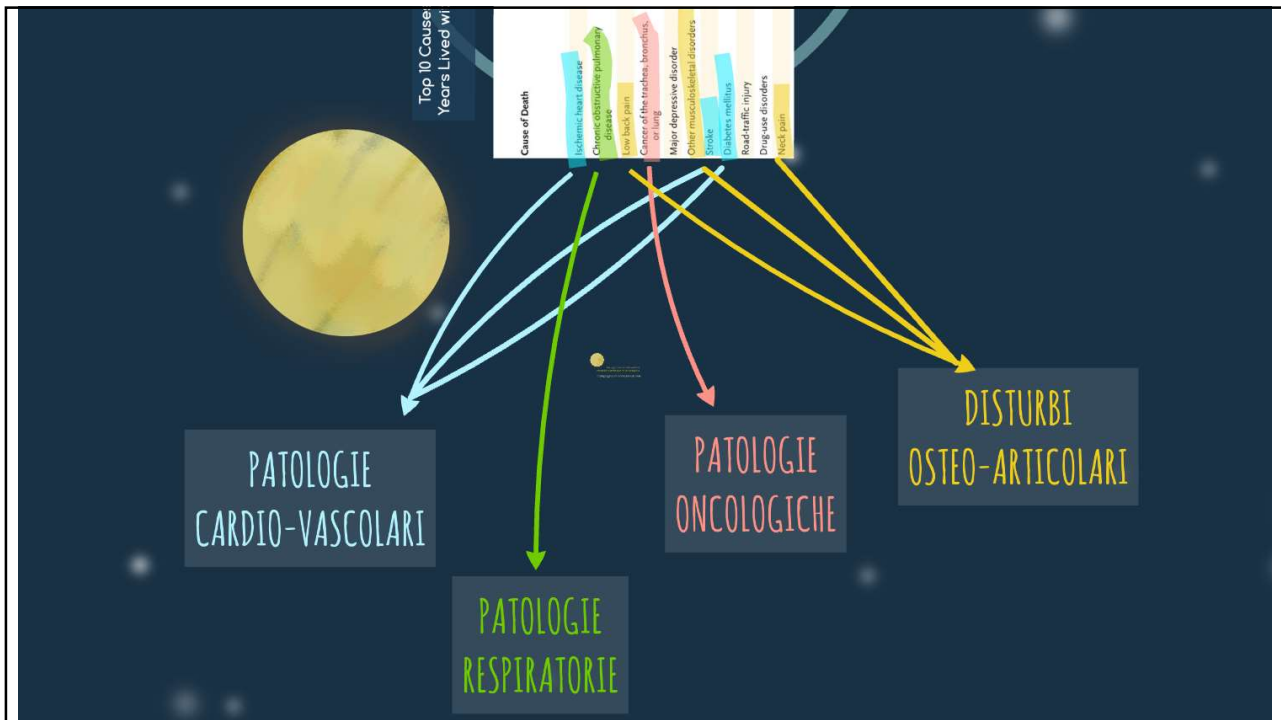 Top 10 Causes
Years Lived wi
Cause of Death
Ischemic heart disease
Chronic obstructive pulmonary
disease
Low back pain
Cancer of the trachea, bronchus,
or lung
Major depressive disorder
Other musculoskeletal disorders
Stroke
Diabetes mellitus
Road-traffic injury
Drug-use disorders
Neck pain
PATOLOGIE
CARDIO-VASCOLARI
PATOLOGIE
RESPIRATORIE
PATOLOGIE
ONCOLOGICHE
DISTURBI
OSTEO-ARTICOLARI